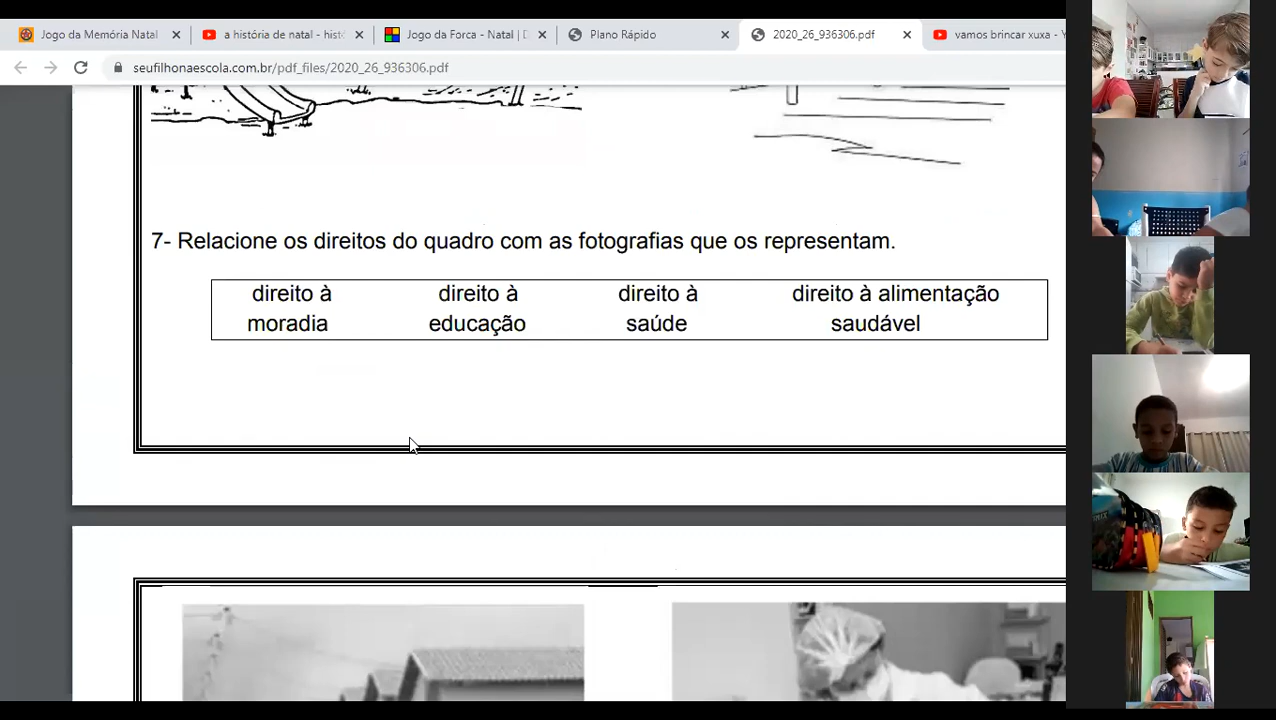 Jogo da Memória Natal
a história de natal - histó
Jogo da Forca - Natal | D
Plano Rápido
2020_26_936306.pdf
vamos brincar xuxa - Y
seufilhonaescola.com.br/pdf_files/2020_26_936306.pdf
7- Relacione os direitos do quadro com as fotografias que os representam.
direito à direito à direito à direito à alimentação
moradia educação saúde saudável